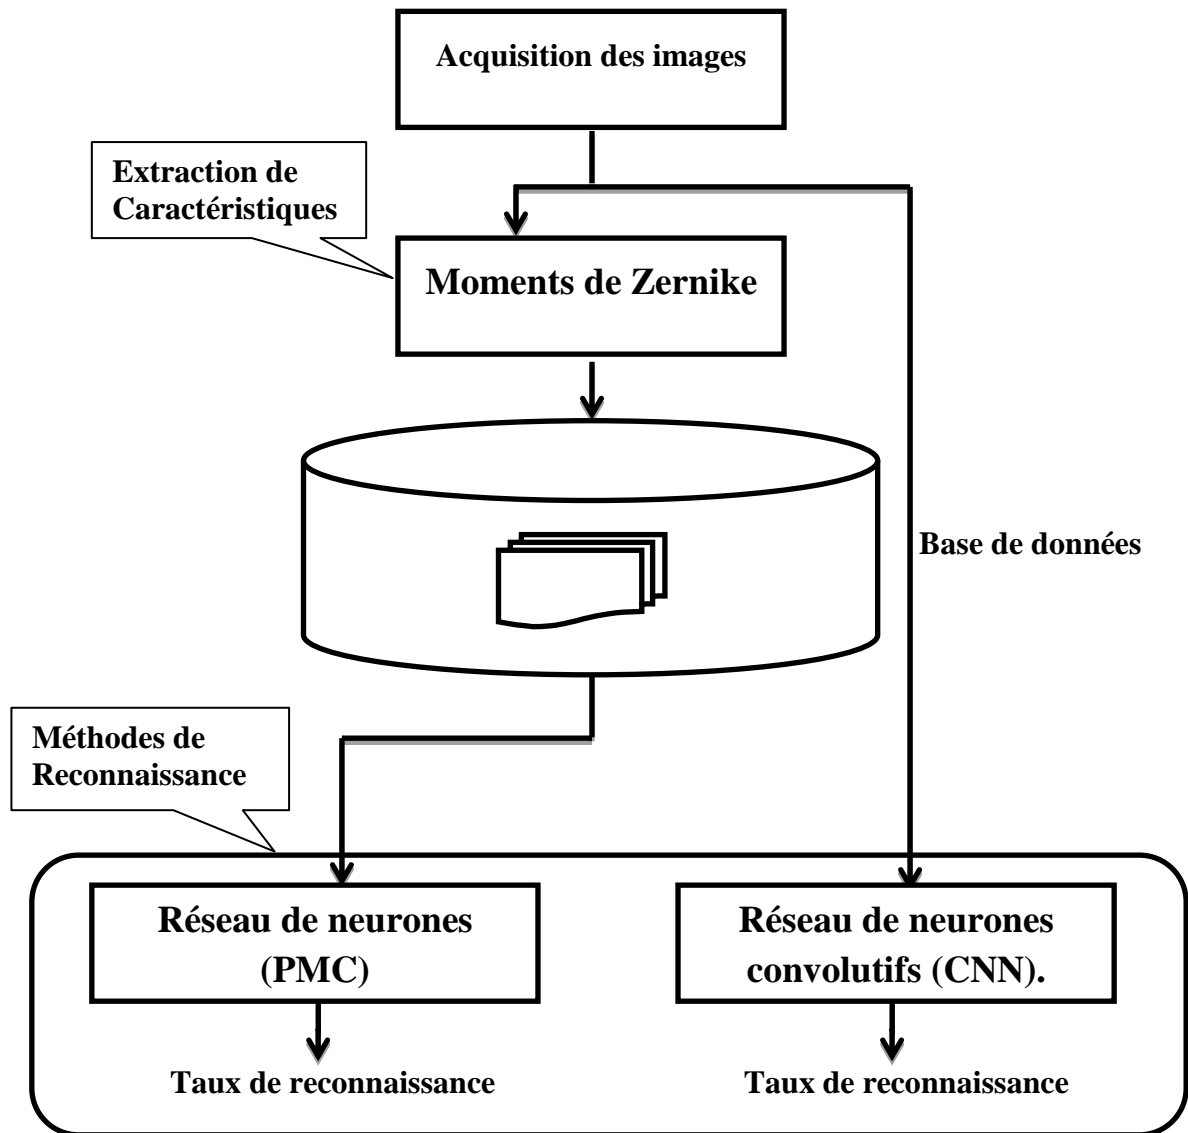 Acquisition des images
Extraction de
Caractéristiques
Moments de Zernike
Base de données
Méthodes de
Reconnaissance
Réseau de neurones
(PMC)
Réseau de neurones
convolutifs (CNN).
Taux de reconnaissance
Taux de reconnaissance